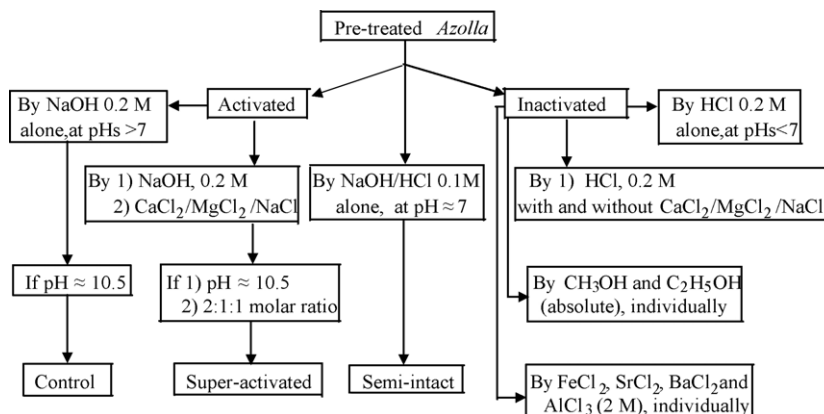 Pre-treated Azolla
By NaOH 0.2 M
alone,at pHs >7
Activated
Inactivated
By HCl 0.2 M
alone,at pHs<7
By 1) NaOH, 0.2 M
2) CaCl2/MgCl2/NaCl
By NaOH/HCl 0.1M
alone, at pH ≈ 7
By 1) HCl, 0.2 M
with and without CaCl2/MgCl2/NaCl
If pH ≈ 10.5
If 1) pH ≈ 10.5
2) 2:1:1 molar ratio
By CH3OH and C2H5OH
(absolute), individually
Control
Super-activated
Semi-intact
By FeCl2, SrCl2, BaCl2 and
AlCl3 (2 M), individually